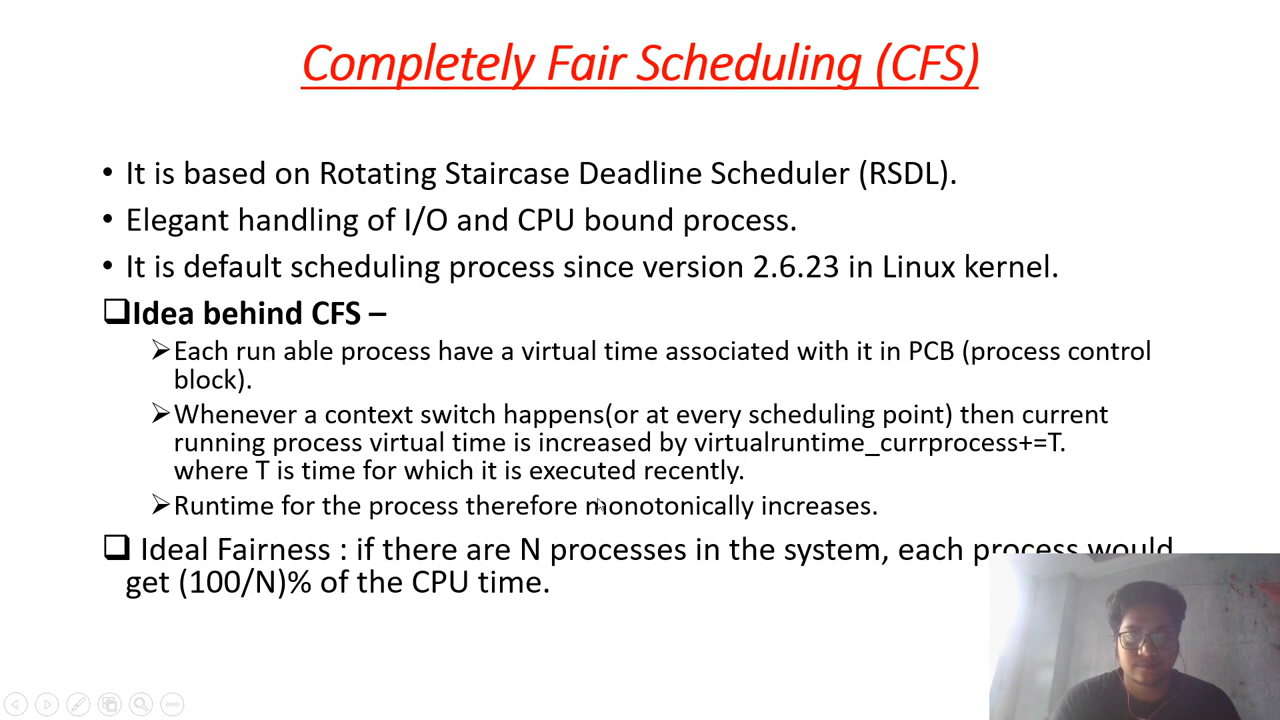 Completely Fair Scheduling (CFS)
• It is based on Rotating Staircase Deadline Scheduler (RSDL).
• Elegant handling of I/O and CPU bound process.
• It is default scheduling process since version 2.6.23 in Linux kernel.
❑Idea behind CFS –
➢Each run able process have a virtual time associated with it in PCB (process control
block).
➢Whenever a context switch happens(or at every scheduling point) then current
running process virtual time is increased by virtualruntime_currprocess+=T.
where T is time for which it is executed recently.
➢Runtime for the process therefore monotonically increases.
❑ Ideal Fairness : if there are N processes in the system, each process would
get (100/N)% of the CPU time.